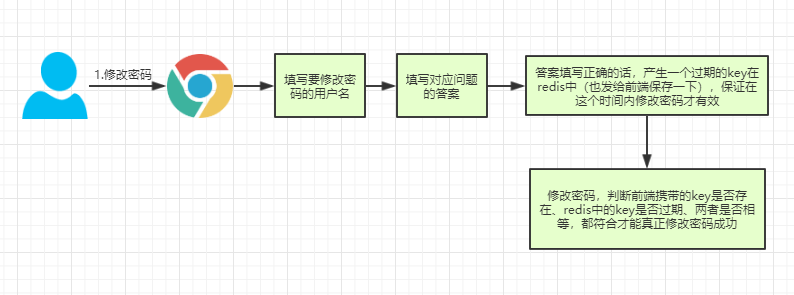 1.修改密码
填写要修改密
码的用户名
填写对应问题
的答案
答案填写正确的话，产生一个过期的key在
redis中（也发给前端保存一下），保证在
这个时间内修改密码才有效
修改密码，判断前端携带的key是否存
在、redis中的key是否过期、两者是否相
等，都符合才能真正修改密码成功